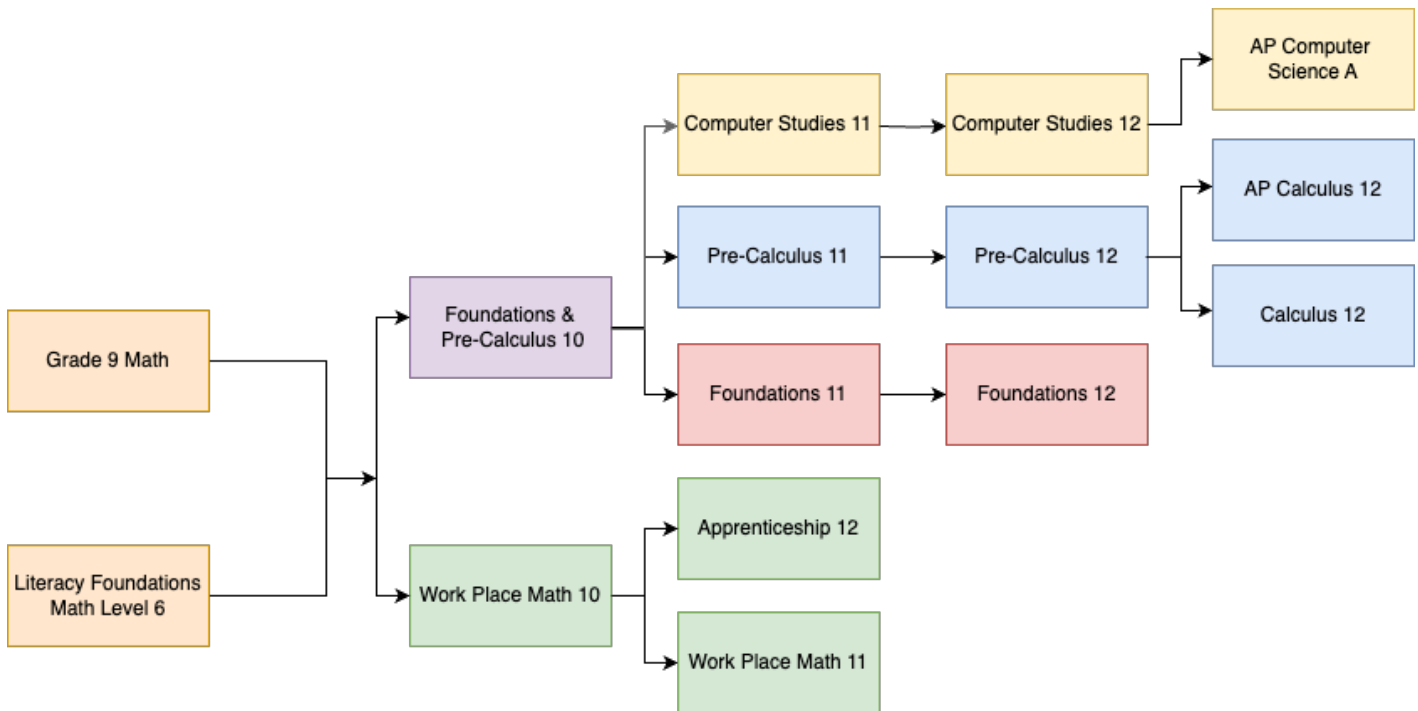 AP Computer
Science A
Computer Studies 11
Computer Studies 12
AP Calculus 12
Pre-Calculus 11
Pre-Calculus 12
Calculus 12
Foundations &
Pre-Calculus 10
Grade 9 Math
Foundations 11
Foundations 12
Apprenticeship 12
Literacy Foundations
Math Level 6
Work Place Math 10
Work Place Math 11